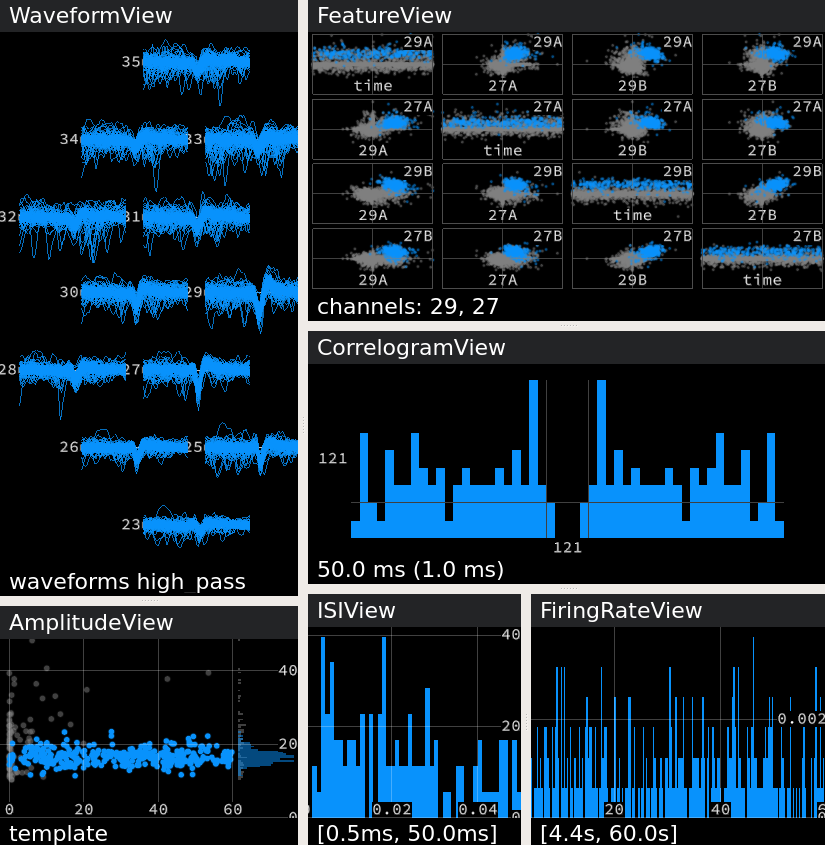 WaveformView
35
34 33
32 31
30 29
28 27
26 25
23
waveforms high_pass
FeatureView
29A 29A 29A 29A
time 27A 29B 27B
27A 27A 27A 27A
29A time 29B 27B
29B 29B 29B 29B
29A 27A time 27B
27B 27B 27B 27B
29A 27A 29B time
channels: 29, 27
CorrelogramView
121
121
50.0 ms (1.0 ms)
AmplitudeView
40
20
0 20 40 60
template
ISIView
40
20
0.02 0.04
[0.5ms, 50.0ms]
FiringRateView
0.002
20 40
[4.4s, 60.0s]